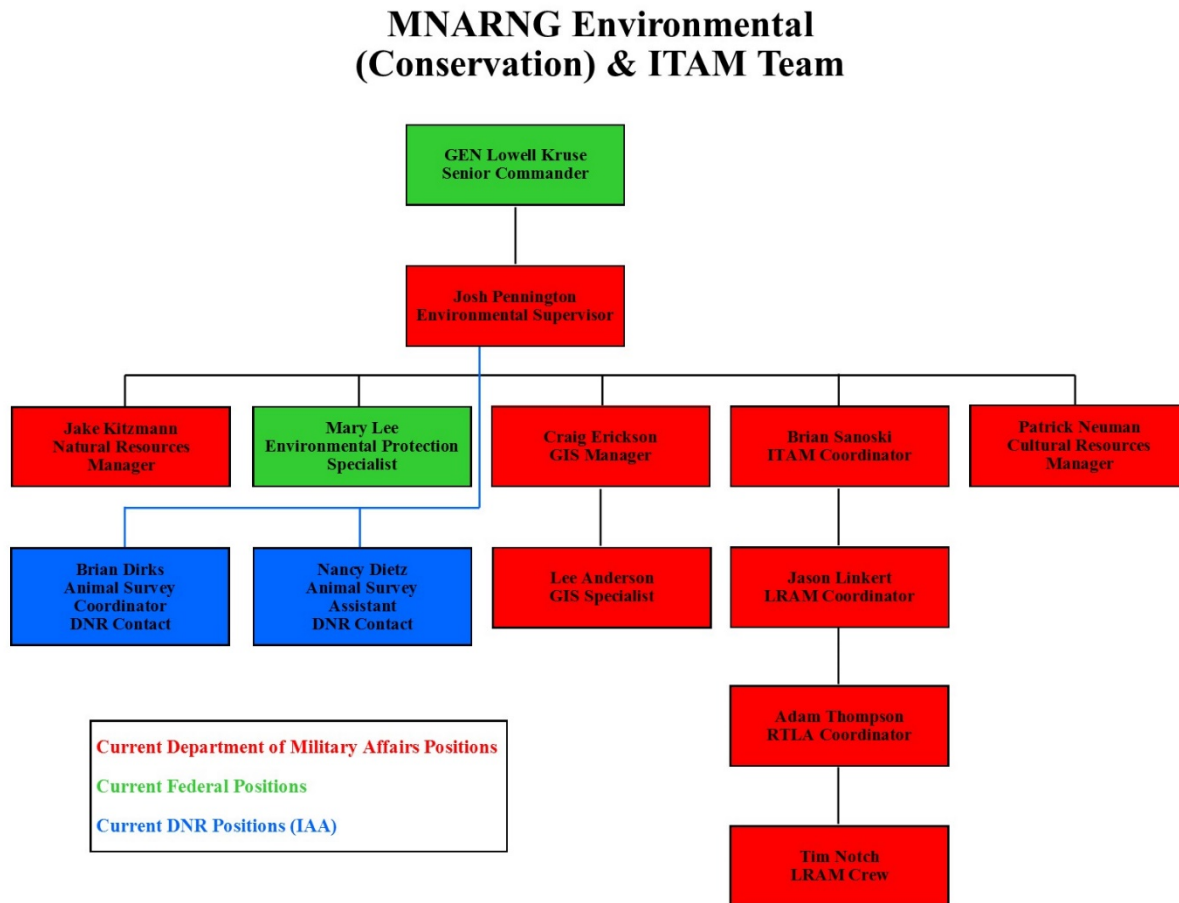 MNARNG Environmental
(Conservation) & ITAM Team
GEN Lowell Kruse
Senior Commander
Josh Pennington
Environmental Supervisor
Jake Kitzmann
Natural Resources
Manager
Mary Lee
Environmental Protection
Specialist
Craig Erickson
GIS Manager
Brian Sanoski
ITAM Coordinator
Patrick Neuman
Cultural Resources
Manager
Brian Dirks
Animal Survey
Coordinator
DNR Contact
Nancy Dietz
Animal Survey
Assistant
DNR Contact
Lee Anderson
GIS Specialist
Jason Linkert
LRAM Coordinator
Adam Thompson
RTLA Coordinator
Tim Notch
LRAM Crew
Current Department of Military Affairs Positions
Current Federal Positions
Current DNR Positions (IAA)